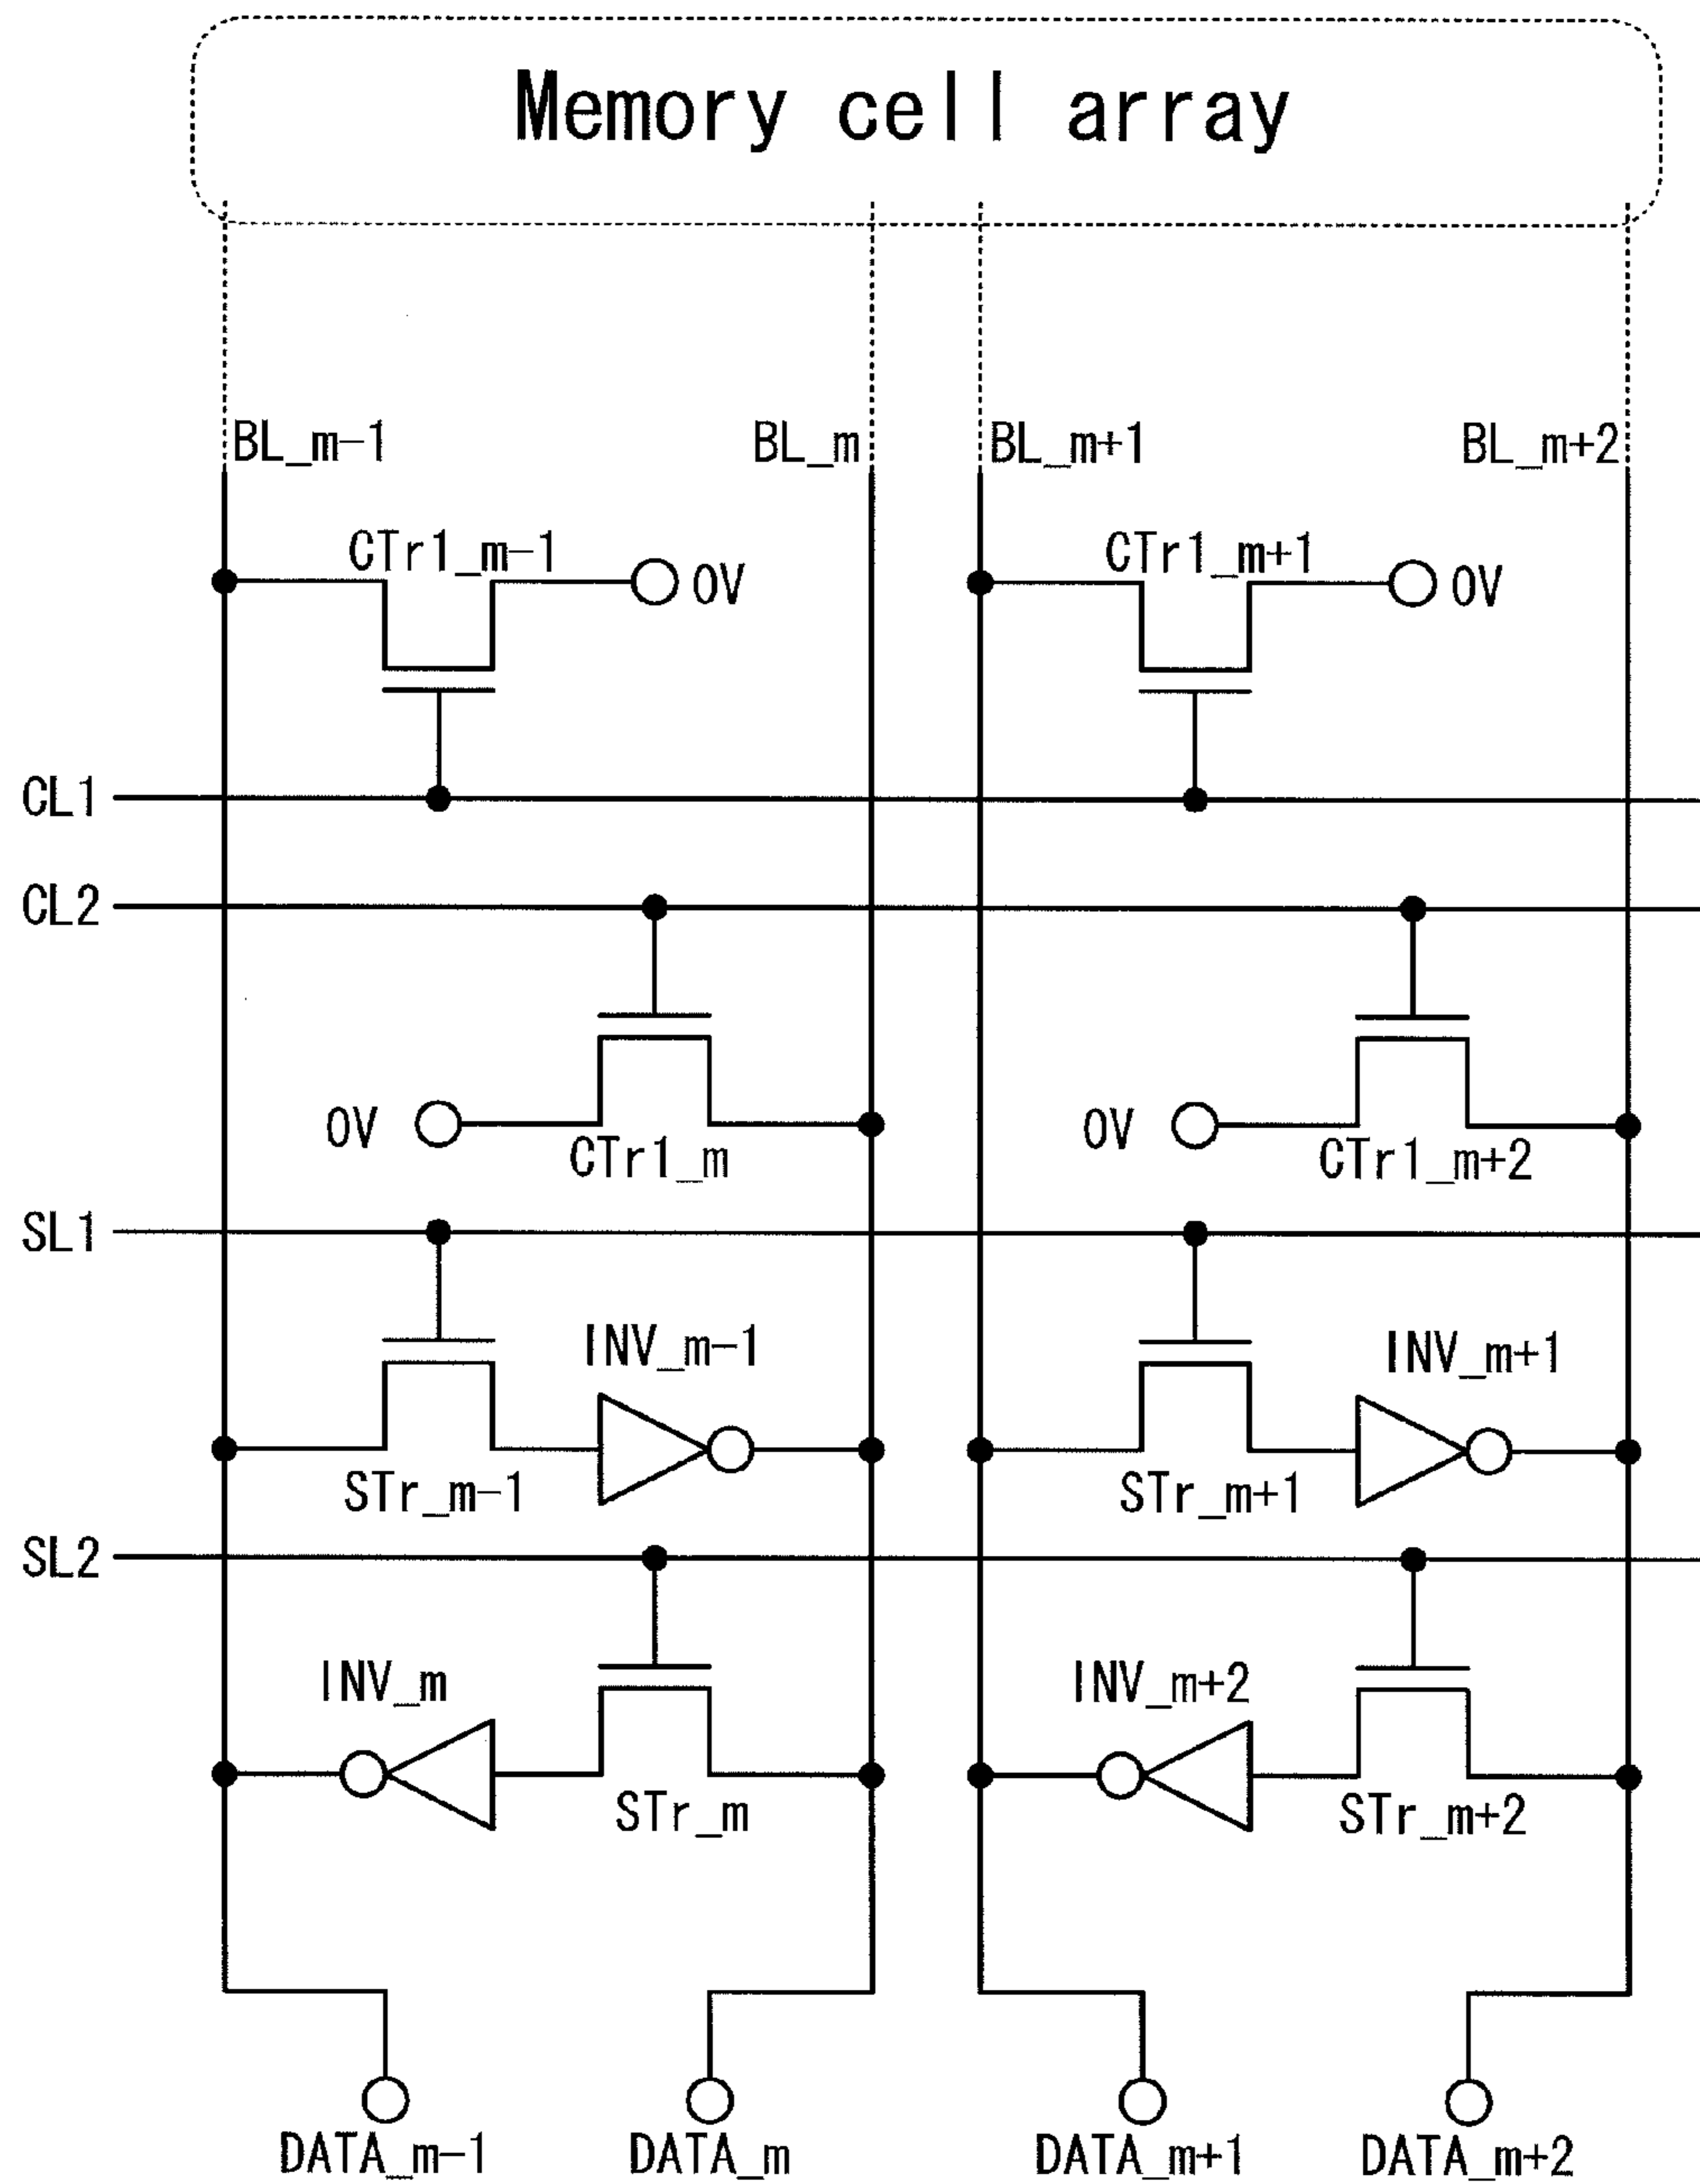 Memory cell array
BL_m-1
BL_m
BL_m+1
BL_m+2
CTr1_m-1
0V
CTr1_m+1
0V
CL1
CL2
0V
CTr1_m
0V
CTr1_m+2
SL1
INV_m-1
INV_m+1
STr_m-1
STr_m+1
SL2
INV_m
INV_m+2
STr_m
STr_m+2
DATA_m-1
DATA_m
DATA_m+1
DATA_m+2